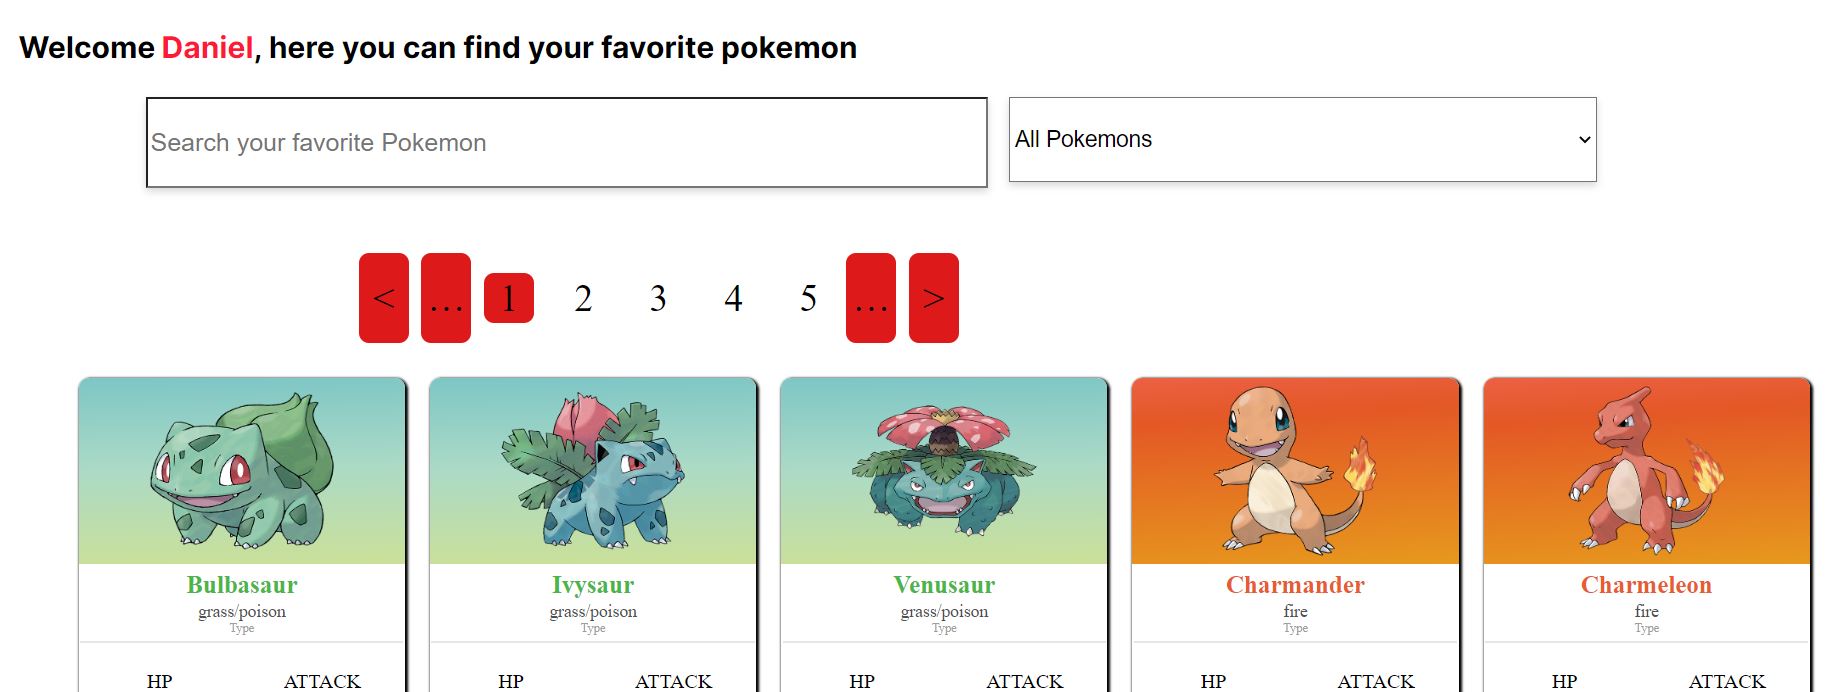 Welcome Daniel, here you can find your favorite pokemon
Search your favorite Pokemon
All Pokemons
< ... 1 2 3 4 5 ... >
Bulbasaur
grass/poison
Type
HP ATTACK
Ivysaur
grass/poison
Type
HP ATTACK
Venusaur
grass/poison
Type
HP ATTACK
Charmander
fire
Type
HP ATTACK
Charmeleon
fire
Type
HP ATTACK